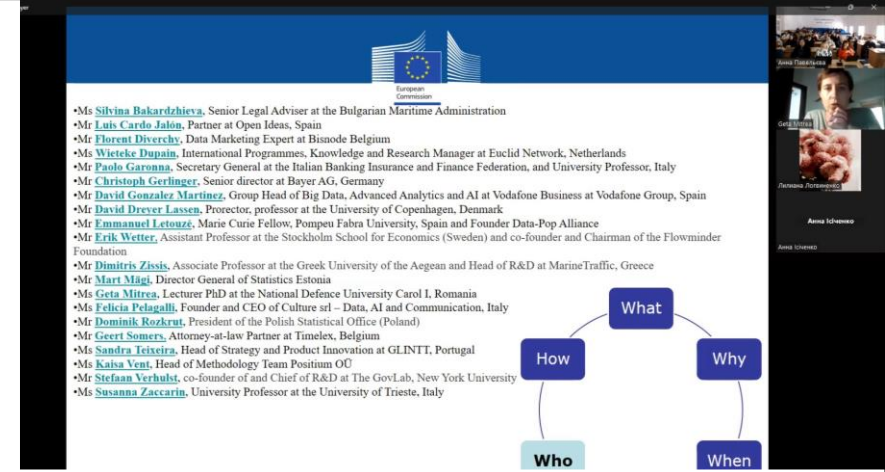 European
Commission
•Ms Silvina Bakardzhieva, Senior Legal Adviser at the Bulgarian Maritime Administration
•Mr Luis Cardo Jalón, Partner at Open Ideas, Spain
•Mr Florent Diverchy, Data Marketing Expert at Bisnode Belgium
•Ms Wieteke Dupain, International Programmes, Knowledge and Research Manager at Euclid Network, Netherlands
•Mr Paolo Garonna, Secretary General at the Italian Banking Insurance and Finance Federation, and University Professor, Italy
•Mr Christoph Gerlinger, Senior director at Bayer AG, Germany
•Mr David Gonzalez Martinez, Group Head of Big Data, Advanced Analytics and AI at Vodafone Business at Vodafone Group, Spain
•Mr David Dreyer Lassen, Prorector, professor at the University of Copenhagen, Denmark
•Mr Emmanuel Letouzé, Marie Curie Fellow, Pompeu Fabra University, Spain and Founder Data-Pop Alliance
•Mr Erik Wetter, Assistant Professor at the Stockholm School for Economics (Sweden) and co-founder and Chairman of the Flowminder
Foundation
•Mr Dimitris Zissis, Associate Professor at the Greek University of the Aegean and Head of R&D at MarineTraffic, Greece
•Mr Mart Mägi, Director General of Statistics Estonia
•Ms Geta Mitrea, Lecturer PhD at the National Defence University Carol I, Romania
•Ms Felicia Pelagalli, Founder and CEO of Culture srl – Data, AI and Communication, Italy
•Mr Dominik Rozkrut, President of the Polish Statistical Office (Poland)
•Mr Geert Somers, Attorney-at-law Partner at Timelex, Belgium
•Ms Sandra Teixeira, Head of Strategy and Product Innovation at GLINTT, Portugal
•Ms Kaisa Vent, Head of Methodology Team Positium OÜ
•Mr Stefaan Verhulst, co-founder of and Chief of R&D at The GovLab, New York University
•Ms Susanna Zaccarin, University Professor at the University of Trieste, Italy
What
How
Why
Who
When
Анна Павельєва
Geta Mitrea
Лилиана Логвиненко
Анна Ісіченко
Анна Ісіченко